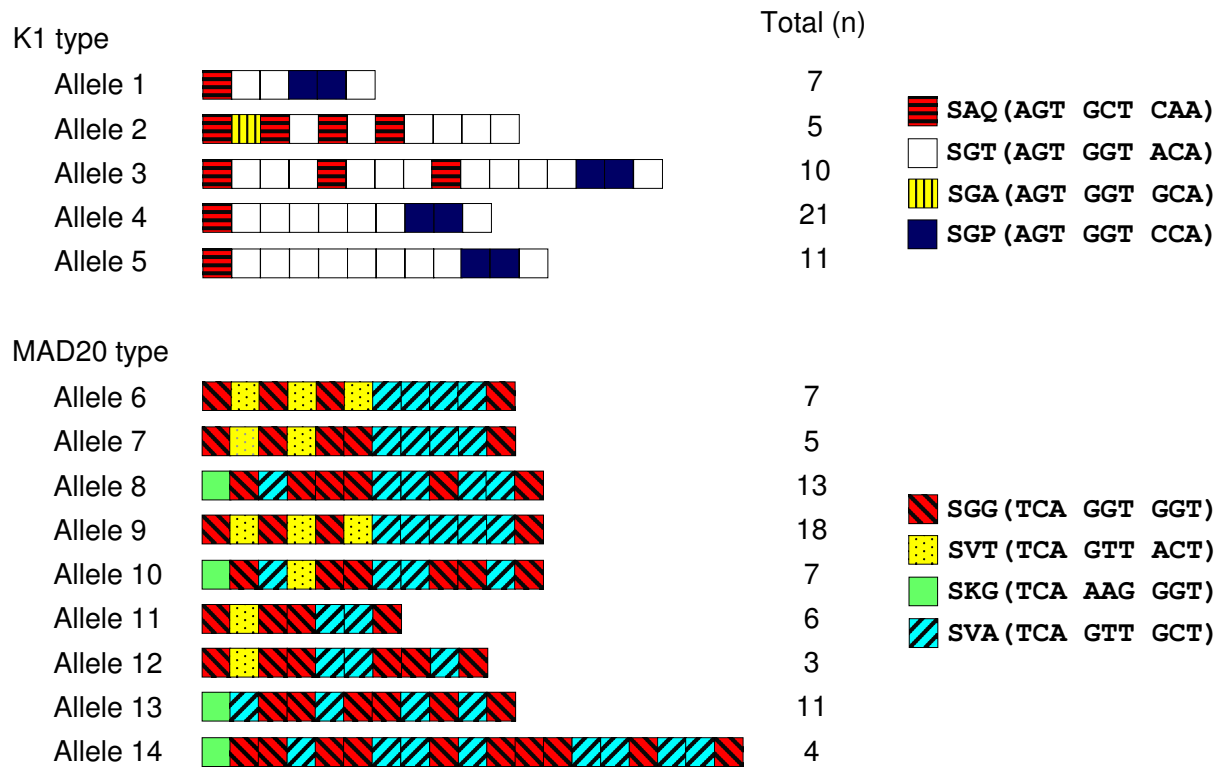 Total (n)
K1 type
Allele 1 7
Allele 2 5
Allele 3 10
Allele 4 21
Allele 5 11
SAQ(AGT GCT CAA)
SGT(AGT GGT ACA)
SGA(AGT GGT GCA)
SGP(AGT GGT CCA)
MAD20 type
Allele 6 7
Allele 7 5
Allele 8 13
Allele 9 18
Allele 10 7
Allele 11 6
Allele 12 3
Allele 13 11
Allele 14 4
SGG(TCA GGT GGT)
SVT(TCA GTT ACT)
SKG(TCA AAG GGT)
SVA(TCA GTT GCT)